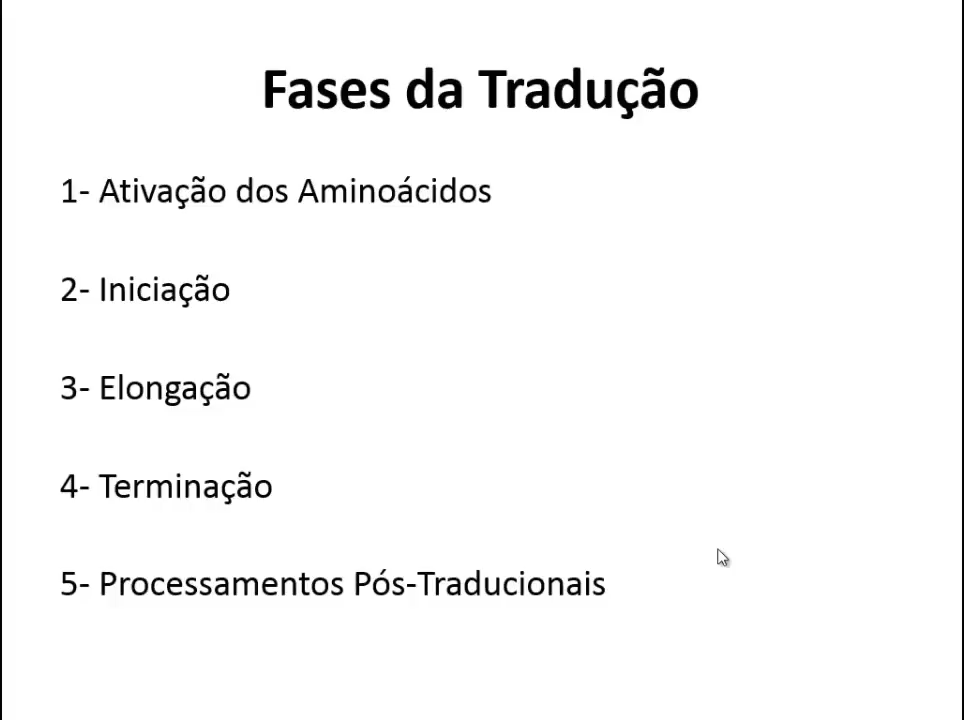 Fases da Tradução
1- Ativação dos Aminoácidos
2- Iniciação
3- Elongação
4- Terminação
5- Processamentos Pós-Traducionais